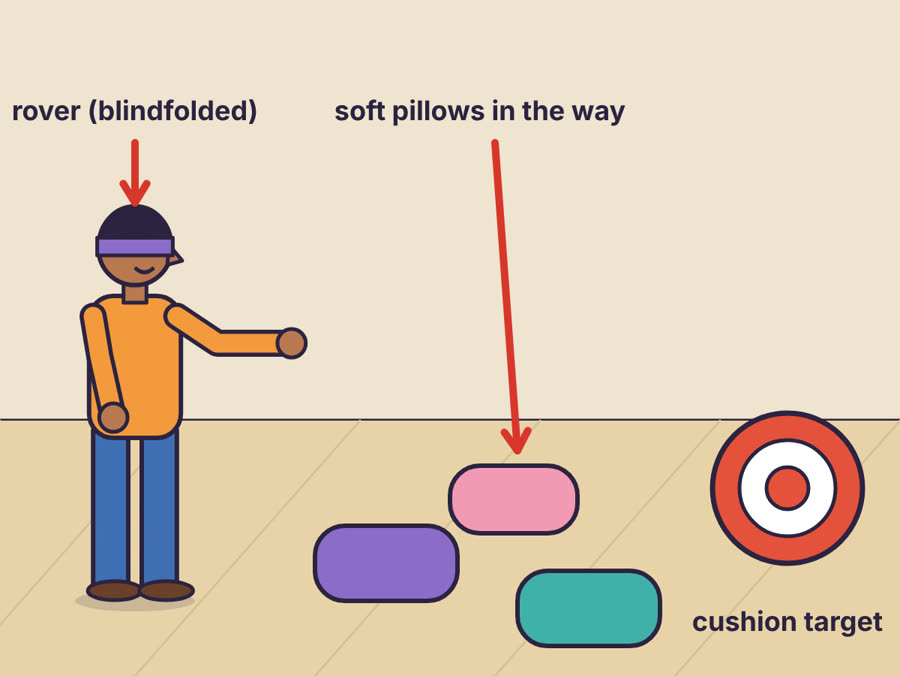 rover (blindfolded)
soft pillows in the way
cushion target